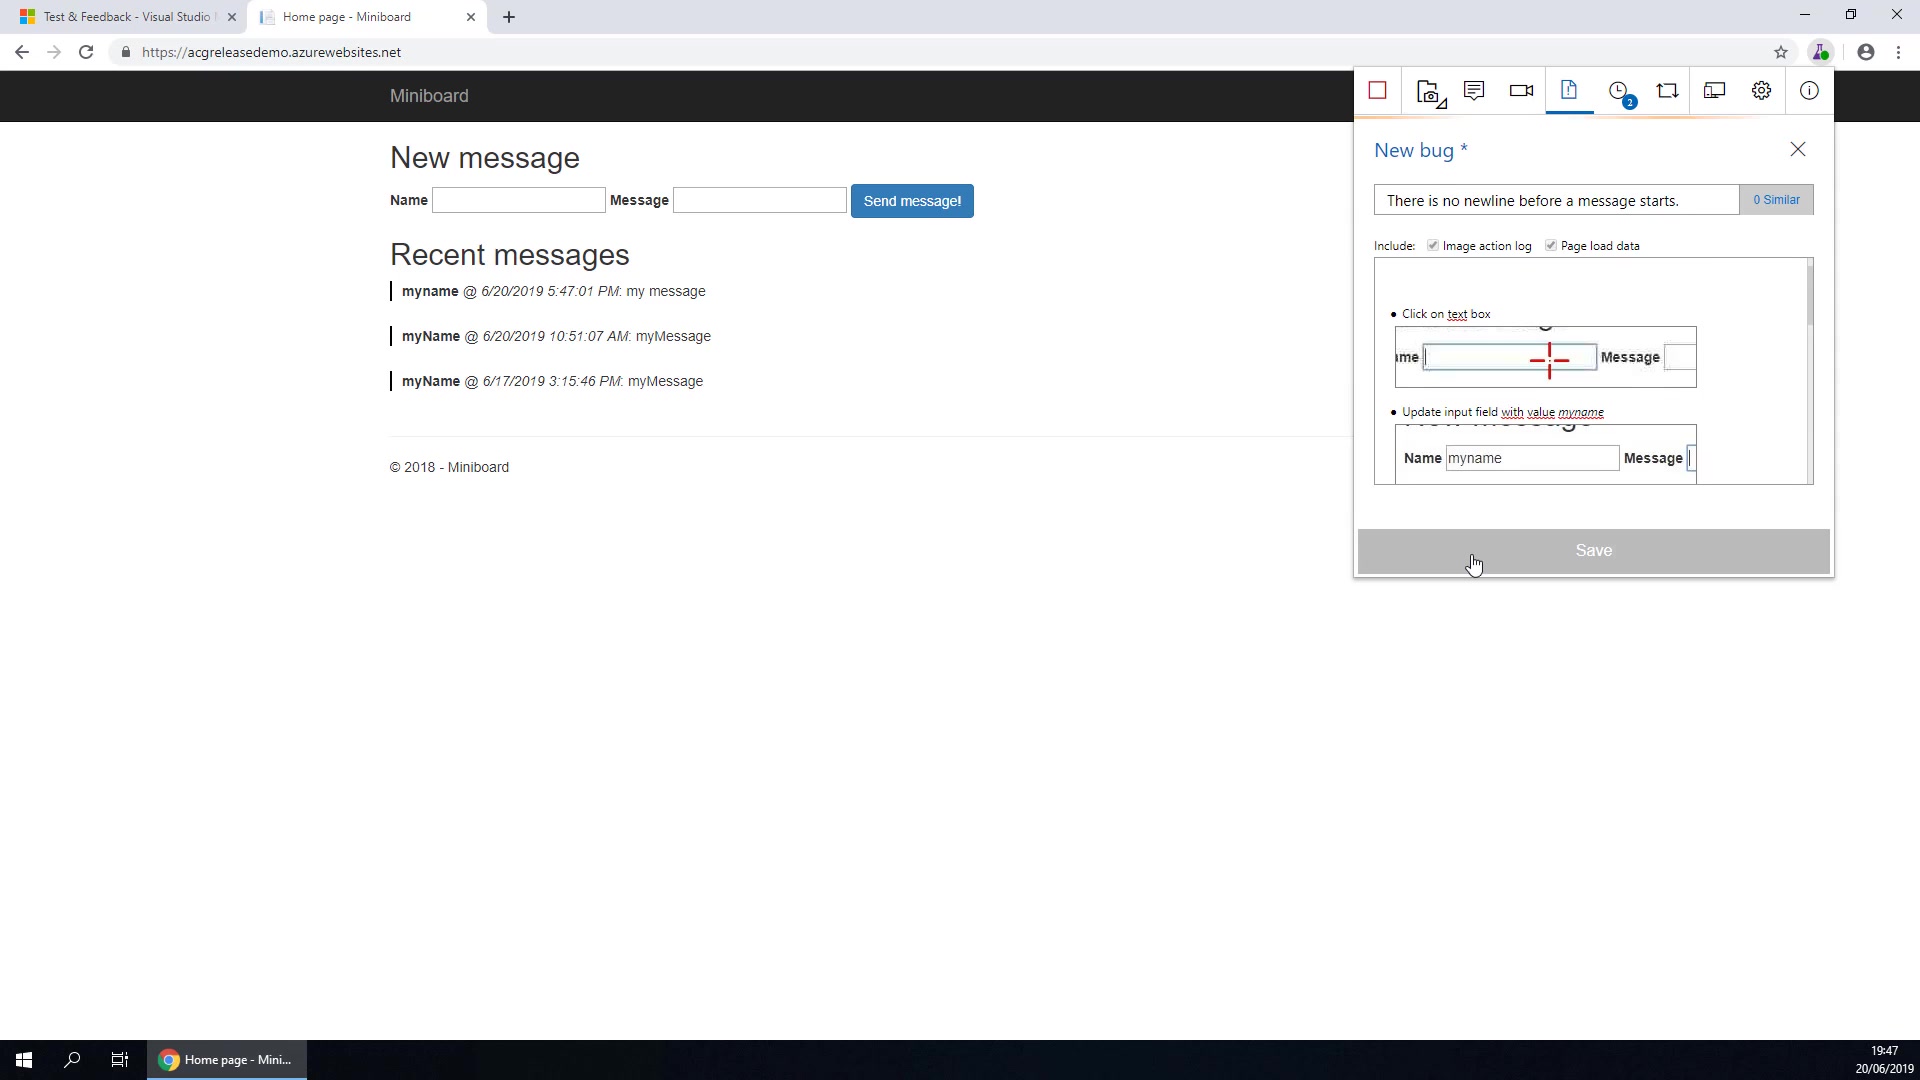 Test & Feedback - Visual Studio
Home page - Miniboard
https://acgreleasedemo.azurewebsites.net
Miniboard
2
New message
Name
Message
Send message!
Recent messages
myname @ 6/20/2019 5:47:01 PM: my message
myName @ 6/20/2019 10:51:07 AM: myMessage
myName @ 6/17/2019 3:15:46 PM: myMessage
© 2018 - Miniboard
New bug *
There is no newline before a message starts.
0 Similar
Include: Image action log Page load data
Click on text box
ame Message
Update input field with value myname
Name myname Message
Save
Home page - Mini...
19:47
20/06/2019